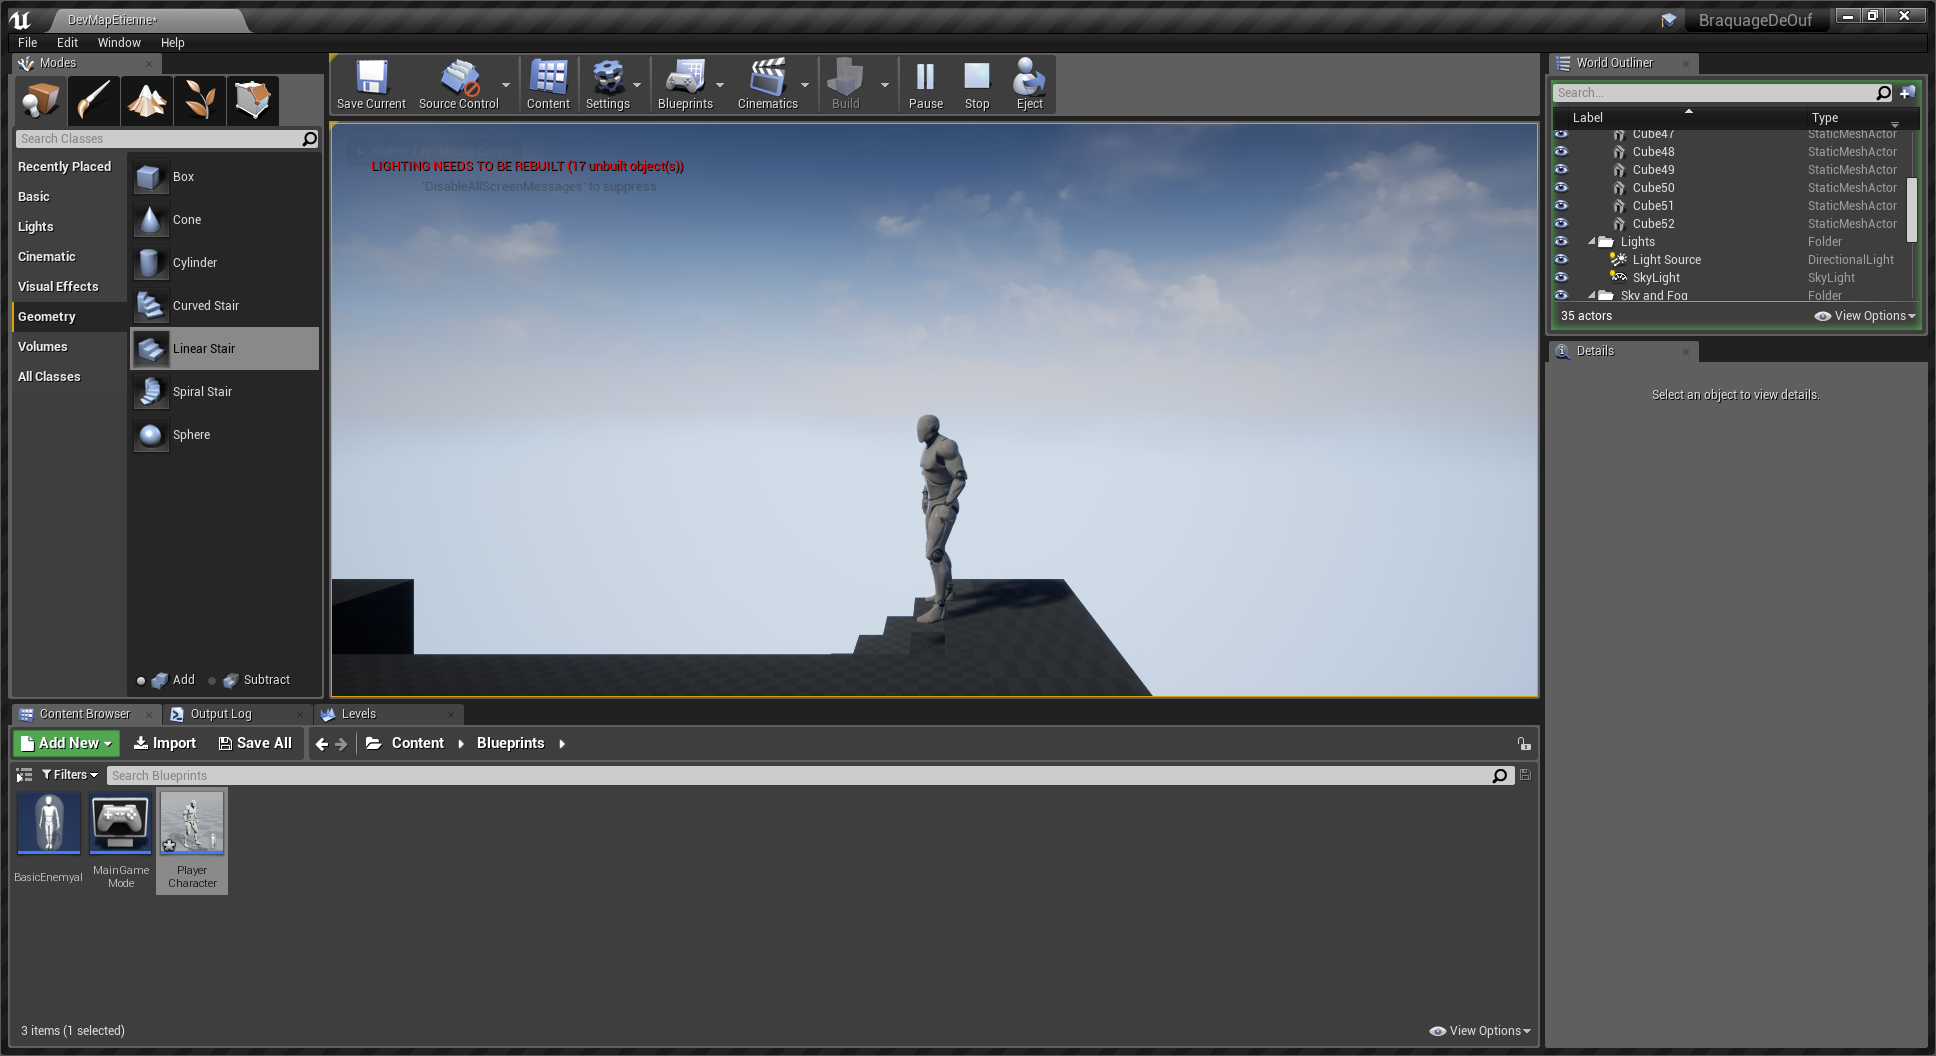 DevMapEtienne*
BraquageDeOuf
File Edit Window Help
Modes
Search Classes
Recently Placed
Basic
Lights
Cinematic
Visual Effects
Geometry
Volumes
All Classes
Box
Cone
Cylinder
Curved Stair
Linear Stair
Spiral Stair
Sphere
Add Subtract
Save Current Source Control Content Settings Blueprints Cinematics Build Pause Stop Eject
LIGHTING NEEDS TO BE REBUILT (17 unbuilt object(s))
'DisableAllScreenMessages' to suppress
World Outliner
Search...
Label Type
Cube47 StaticMeshActor
Cube48 StaticMeshActor
Cube49 StaticMeshActor
Cube50 StaticMeshActor
Cube51 StaticMeshActor
Cube52 StaticMeshActor
Lights Folder
Light Source DirectionalLight
SkyLight SkyLight
Sky and Fog Folder
35 actors View Options
Details
Select an object to view details.
Content Browser Output Log Levels
Add New Import Save All Content Blueprints
Filters Search Blueprints
BasicEnemyAI
MainGame
Mode
Player
Character
3 items (1 selected) View Options